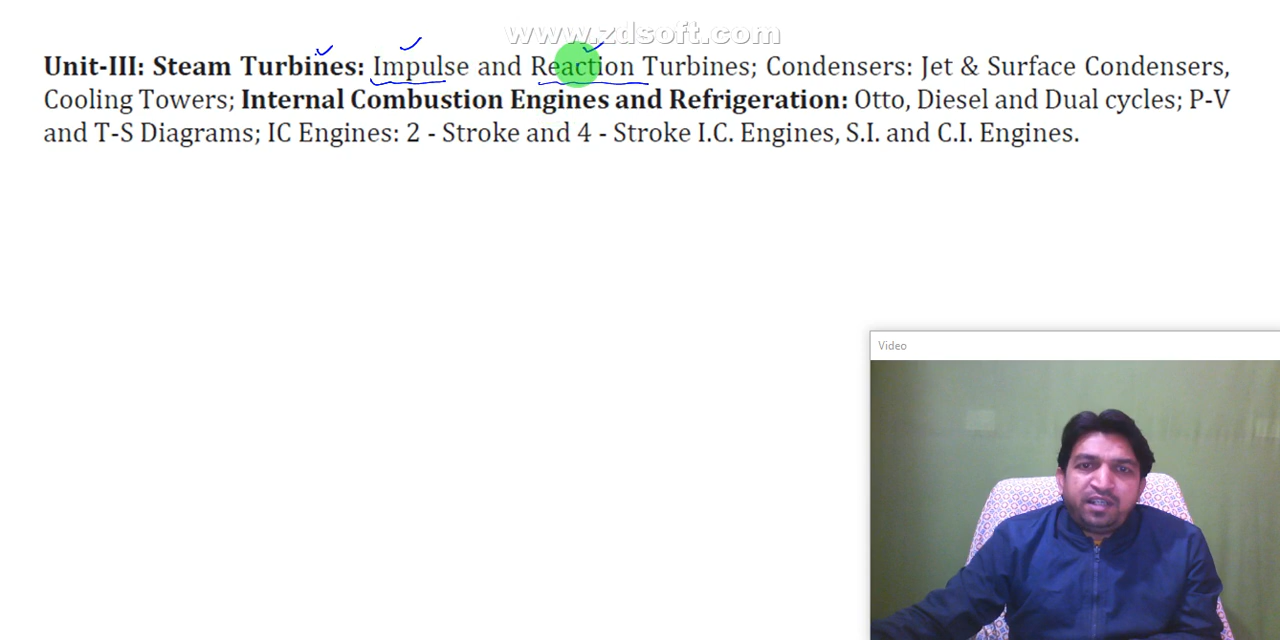 www.zdsoft.com
Unit-III: Steam Turbines: Impulse and Reaction Turbines; Condensers: Jet & Surface Condensers,
Cooling Towers; Internal Combustion Engines and Refrigeration: Otto, Diesel and Dual cycles; P-V
and T-S Diagrams; IC Engines: 2 - Stroke and 4 - Stroke I.C. Engines, S.I. and C.I. Engines.
Video